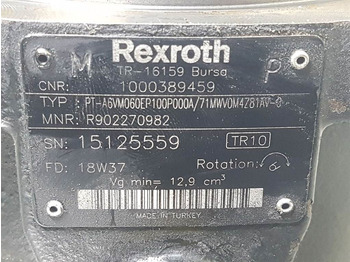 Rexroth
M P
TR-16159 Bursa
CNR: 1000389459
TYP: PT-A6VM060EP100P000A/71MWV0M4Z81AV-0
MNR: R902270982
SN: 15125559 TR10
FD: 18W37 Rotation:
Vg min= 12,9 cm³
MADE IN TURKEY